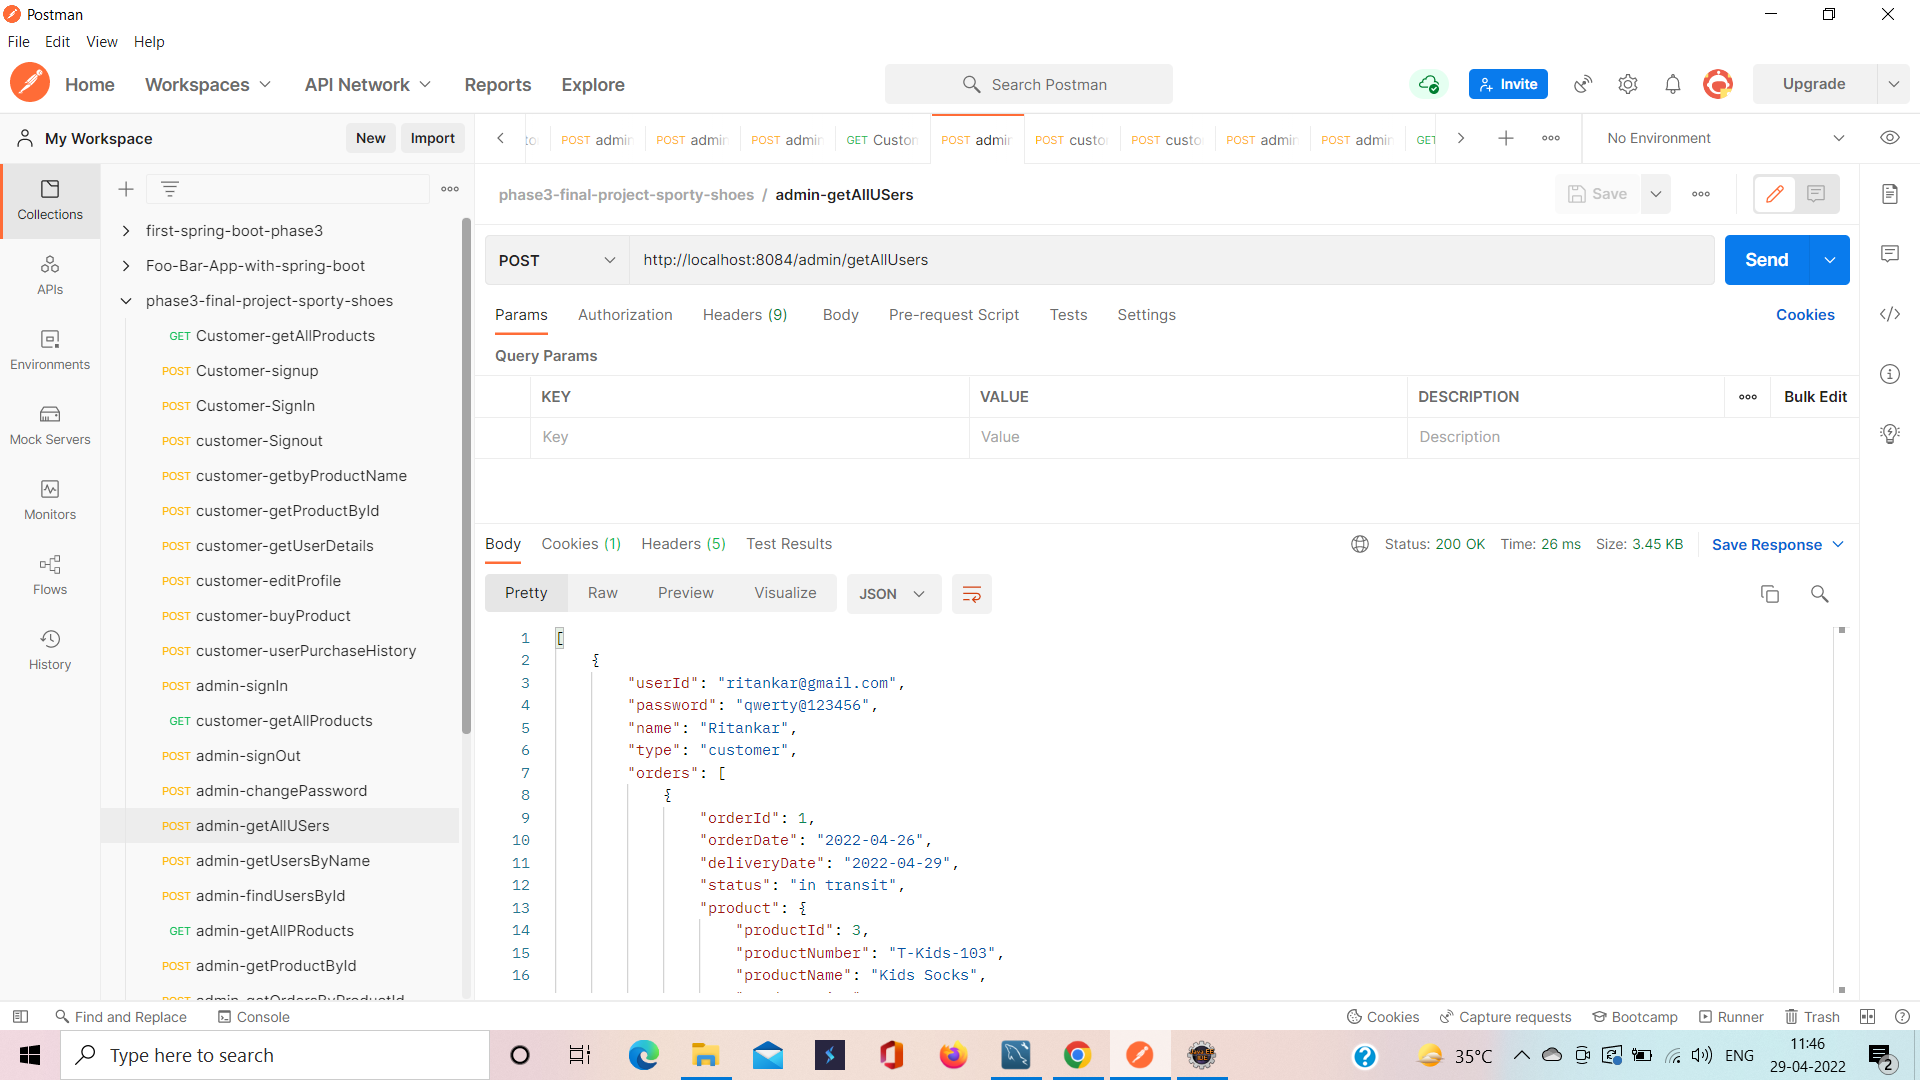 Postman
File Edit View Help
Home Workspaces API Network Reports Explore Search Postman Invite Upgrade
My Workspace New Import POST admin POST admin POST admin GET Custom POST admin POST custo POST custo POST admin POST admin GET No Environment
phase3-final-project-sporty-shoes / admin-getAllUSers Save
Collections
APIs
Environments
Mock Servers
Monitors
Flows
History
first-spring-boot-phase3
Foo-Bar-App-with-spring-boot
phase3-final-project-sporty-shoes
GET Customer-getAllProducts
POST Customer-signup
POST Customer-SignIn
POST customer-Signout
POST customer-getbyProductName
POST customer-getProductById
POST customer-getUserDetails
POST customer-editProfile
POST customer-buyProduct
POST customer-userPurchaseHistory
POST admin-signIn
GET customer-getAllProducts
POST admin-signOut
POST admin-changePassword
POST admin-getAllUSers
POST admin-getUsersByName
POST admin-findUsersById
GET admin-getAllPRoducts
POST admin-getProductById
POST admin-getOrdersByProductId
POST http://localhost:8084/admin/getAllUsers Send
Params Authorization Headers (9) Body Pre-request Script Tests Settings Cookies
Query Params
KEY VALUE DESCRIPTION Bulk Edit
Key Value Description
Body Cookies (1) Headers (5) Test Results Status: 200 OK Time: 26 ms Size: 3.45 KB Save Response
Pretty Raw Preview Visualize JSON
1 [
2 {
3 "userId": "ritankar@gmail.com",
4 "password": "qwerty@123456",
5 "name": "Ritankar",
6 "type": "customer",
7 "orders": [
8 {
9 "orderId": 1,
10 "orderDate": "2022-04-26",
11 "deliveryDate": "2022-04-29",
12 "status": "in transit",
13 "product": {
14 "productId": 3,
15 "productNumber": "T-Kids-103",
16 "productName": "Kids Socks",
Find and Replace Console Cookies Capture requests Bootcamp Runner Trash
Type here to search 35°C ENG 11:46
29-04-2022 2